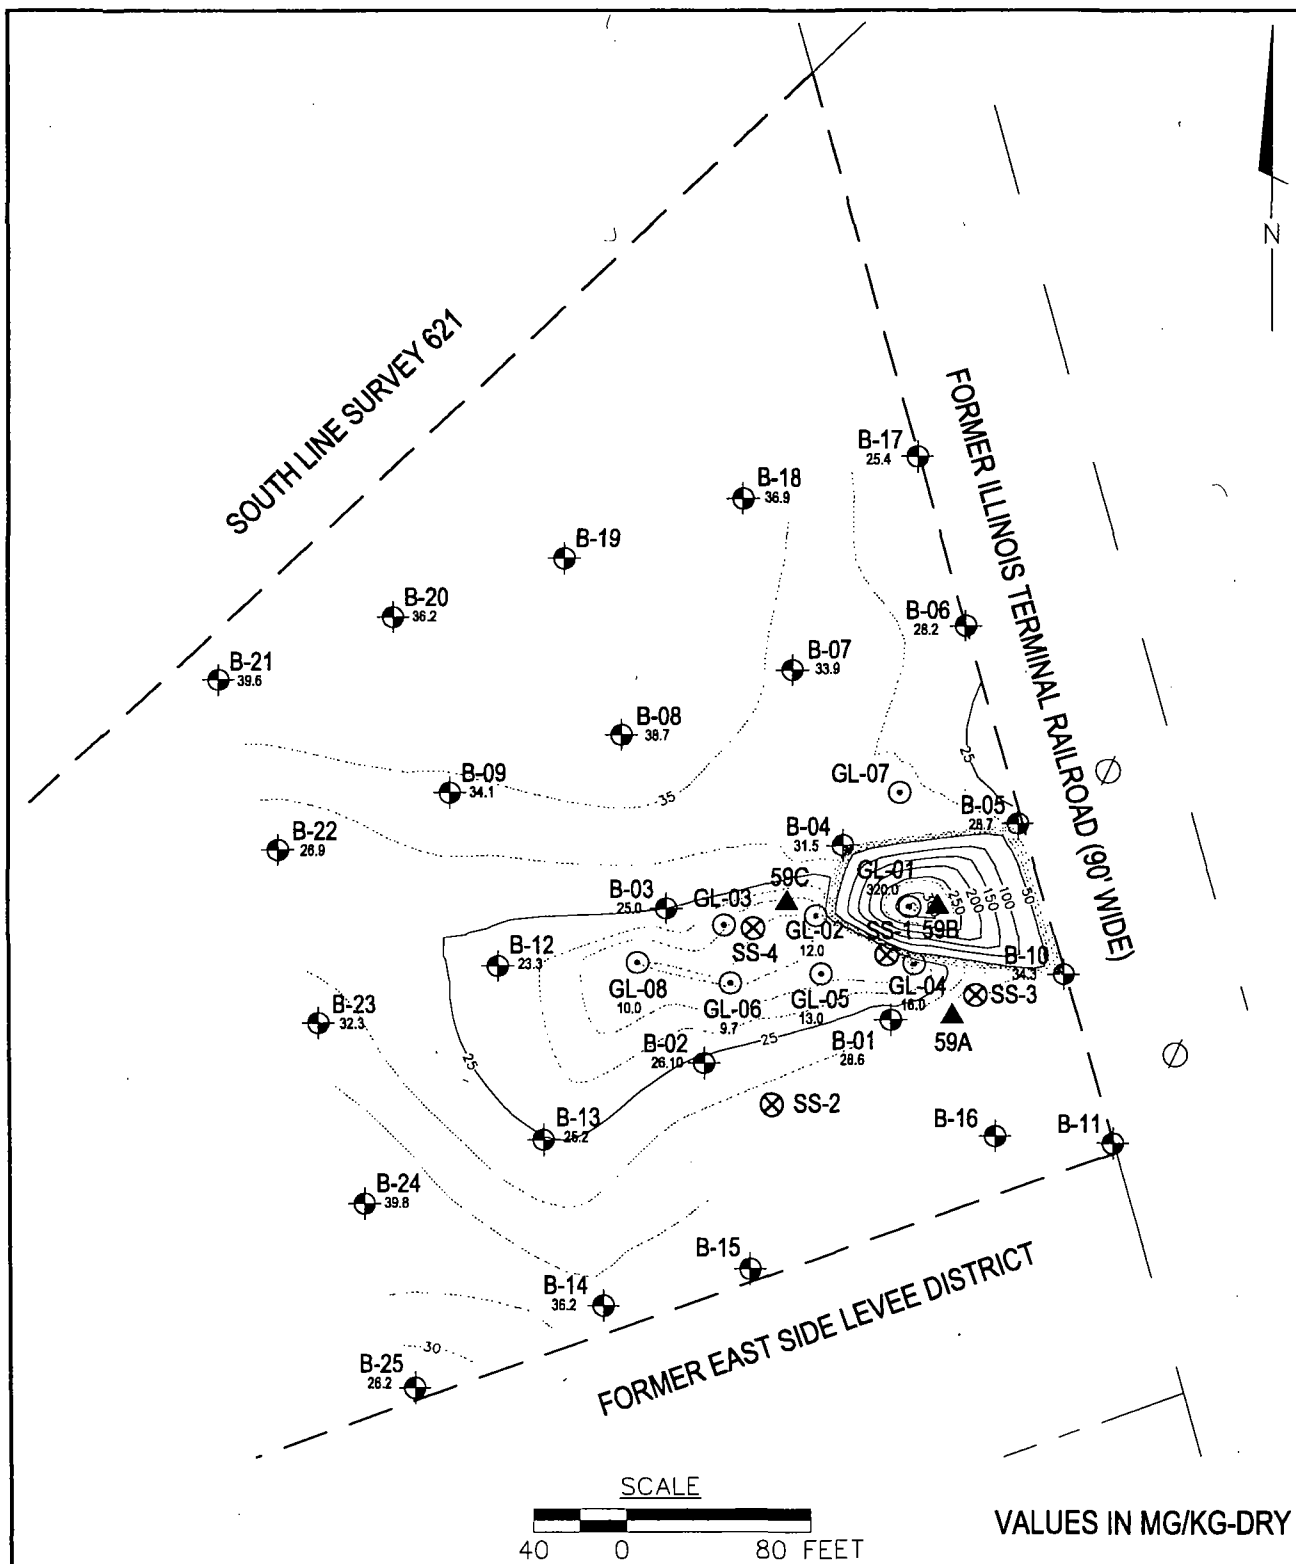 N
SOUTH LINE SURVEY 621
FORMER ILLINOIS TERMINAL RAILROAD (90' WIDE)
B-17
25.4
B-18
36.9
B-19
B-20
36.2
B-06
28.2
B-21
39.6
B-07
33.9
B-08
38.7
25
B-09
34.1
35
GL-07
B-05
28.7
B-22
26.9
B-04
31.5
GL-01
320.0
59C
B-03
25.0
GL-03
250
200
150
100
50
GL-02
12.0
SS-1
59B
SS-4
B-12
23.3
B-10
34.3
GL-08
10.0
GL-06
9.7
GL-05
13.0
GL-04
16.0
SS-3
B-23
32.3
25
B-02
26.10
25
B-01
28.6
59A
SS-2
B-13
25.2
B-16
B-11
B-24
39.8
B-15
B-14
36.2
30
B-25
26.2
FORMER EAST SIDE LEVEE DISTRICT
SCALE
40 0 80 FEET
VALUES IN MG/KG-DRY